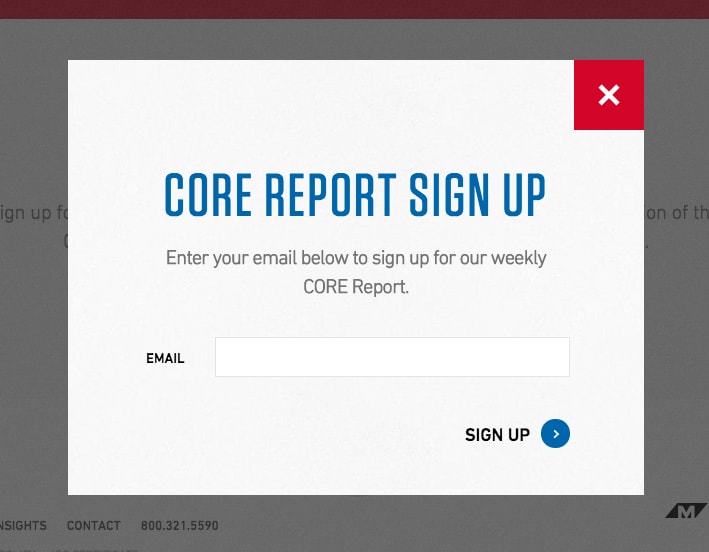 CORE REPORT SIGN UP
ign up fo
ion of th
Enter your email below to sign up for our weekly
CORE Report.
EMAIL
SIGN UP
NSIGHTS CONTACT 800.321.5590
M